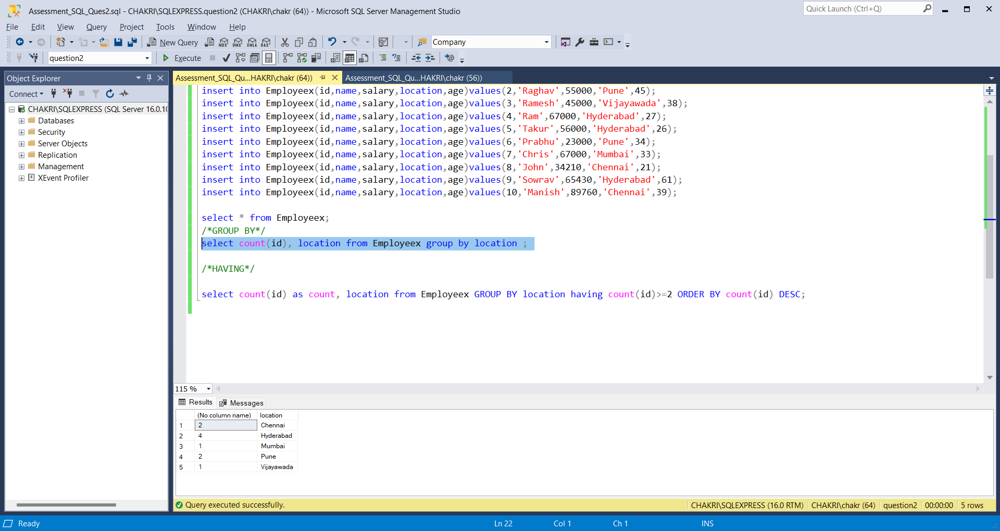 Assessment_SQL_Ques2.sql - CHAKRI\SQLEXPRESS.question2 (CHAKRI\chakr (64)) - Microsoft SQL Server Management Studio
Quick Launch (Ctrl+Q)
File Edit View Query Project Tools Window Help
New Query MDX DMX XMLA DAX Company
question2 Execute
Object Explorer
Connect
CHAKRI\SQLEXPRESS (SQL Server 16.0.10
Databases
Security
Server Objects
Replication
Management
XEvent Profiler
Assessment_SQL_Qu...HAKRI\chakr (64)) Assessment_SQL_Qu...HAKRI\chakr (56))
insert into Employeex(id,name,salary,location,age)values(2,'Raghav',55000,'Pune',45);
insert into Employeex(id,name,salary,location,age)values(3,'Ramesh',45000,'Vijayawada',38);
insert into Employeex(id,name,salary,location,age)values(4,'Ram',67000,'Hyderabad',27);
insert into Employeex(id,name,salary,location,age)values(5,'Takur',56000,'Hyderabad',26);
insert into Employeex(id,name,salary,location,age)values(6,'Prabhu',23000,'Pune',34);
insert into Employeex(id,name,salary,location,age)values(7,'Chris',67000,'Mumbai',33);
insert into Employeex(id,name,salary,location,age)values(8,'John',34210,'Chennai',21);
insert into Employeex(id,name,salary,location,age)values(9,'Sowrav',65430,'Hyderabad',61);
insert into Employeex(id,name,salary,location,age)values(10,'Manish',89760,'Chennai',39);
select * from Employeex;
/*GROUP BY*/
select count(id), location from Employeex group by location ;
/*HAVING*/
select count(id) as count, location from Employeex GROUP BY location having count(id)>=2 ORDER BY count(id) DESC;
115 %
Results Messages
(No column name) location
1 2 Chennai
2 4 Hyderabad
3 1 Mumbai
4 2 Pune
5 1 Vijayawada
Query executed successfully. CHAKRI\SQLEXPRESS (16.0 RTM) CHAKRI\chakr (64) question2 00:00:00 5 rows
Ready Ln 22 Col 1 Ch 1 INS